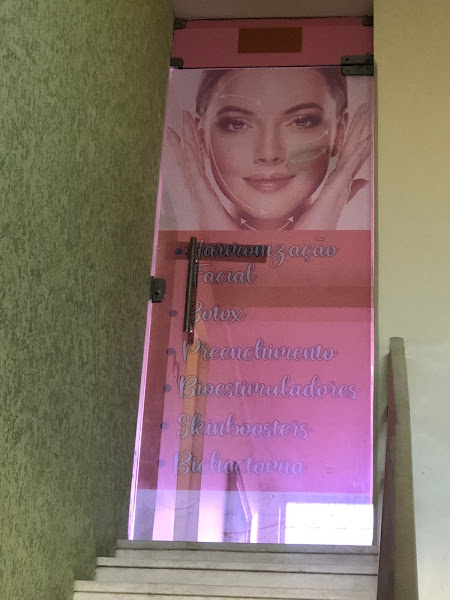 • Harmonização
Facial
• Botox
• Preenchimento
• Bioestimuladores
• Skinboosters
• Bichectomia